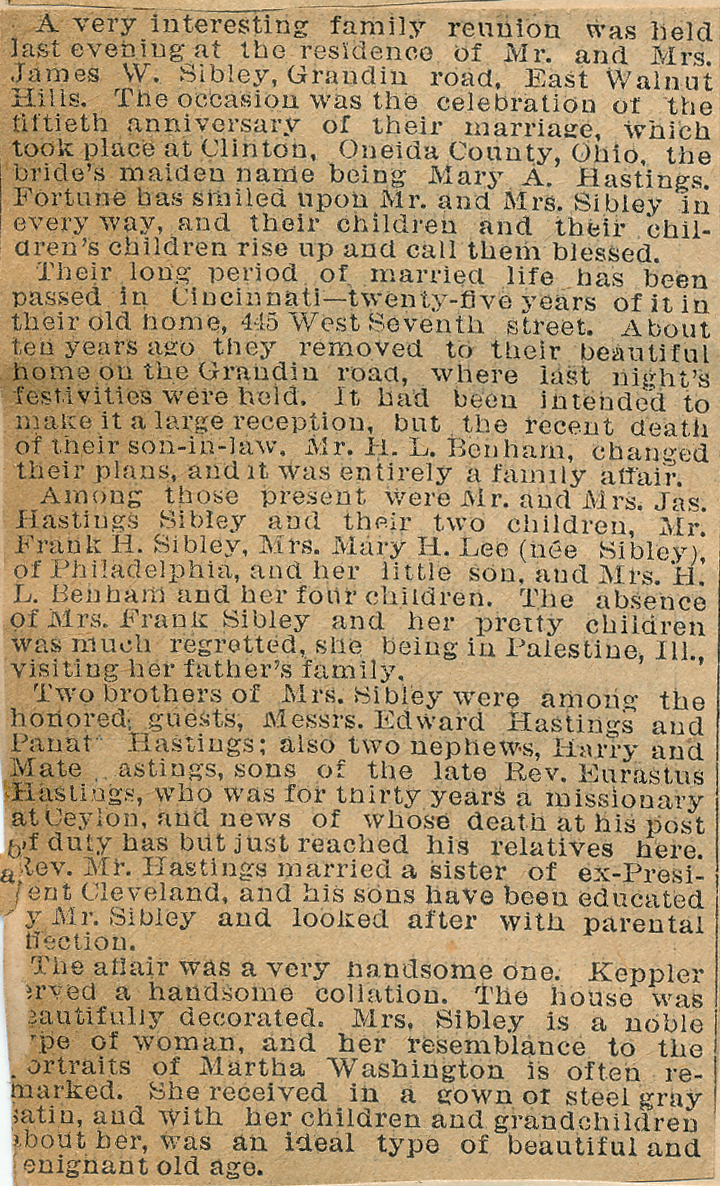 A very interesting family reunion was held
last evening at the residence of Mr. and Mrs.
James W. Sibley, Grandin road, East Walnut
Hills. The occasion was the celebration of the
fiftieth anniversary of their marriage, which
took place at Clinton, Oneida County, Ohio, the
bride's maiden name being Mary A. Hastings.
Fortune has smiled upon Mr. and Mrs. Sibley in
every way, and their children and their chil-
dren's children rise up and call them blessed.
Their long period of married life has been
passed in Cincinnati—twenty-five years of it in
their old home, 445 West Seventh street. About
ten years ago they removed to their beautiful
home on the Grandin road, where last night's
festivities were held. It had been intended to
make it a large reception, but the recent death
of their son-in-law, Mr. H. L. Benham, changed
their plans, and it was entirely a family affair.
Among those present were Mr. and Mrs. Jas.
Hastings Sibley and their two children, Mr.
Frank H. Sibley, Mrs. Mary H. Lee (née Sibley),
of Philadelphia, and her little son, and Mrs. H.
L. Benham and her four children. The absence
of Mrs. Frank Sibley and her pretty children
was much regretted, she being in Palestine, Ill.,
visiting her father's family.
Two brothers of Mrs. Sibley were among the
honored guests, Messrs. Edward Hastings and
Panat Hastings; also two nephews, Harry and
Mate astings, sons of the late Rev. Eurastus
Hastings, who was for thirty years a missionary
at Ceylon, and news of whose death at his post
of duty has but just reached his relatives here.
Rev. Mr. Hastings married a sister of ex-Presi-
ent Cleveland, and his sons have been educated
y Mr. Sibley and looked after with parental
ffection.
The affair was a very handsome one. Keppler
erved a handsome collation. The house was
eautifully decorated. Mrs. Sibley is a noble
pe of woman, and her resemblance to the
ortraits of Martha Washington is often re-
marked. She received in a gown of steel gray
satin, and with her children and grandchildren
about her, was an ideal type of beautiful and
enignant old age.